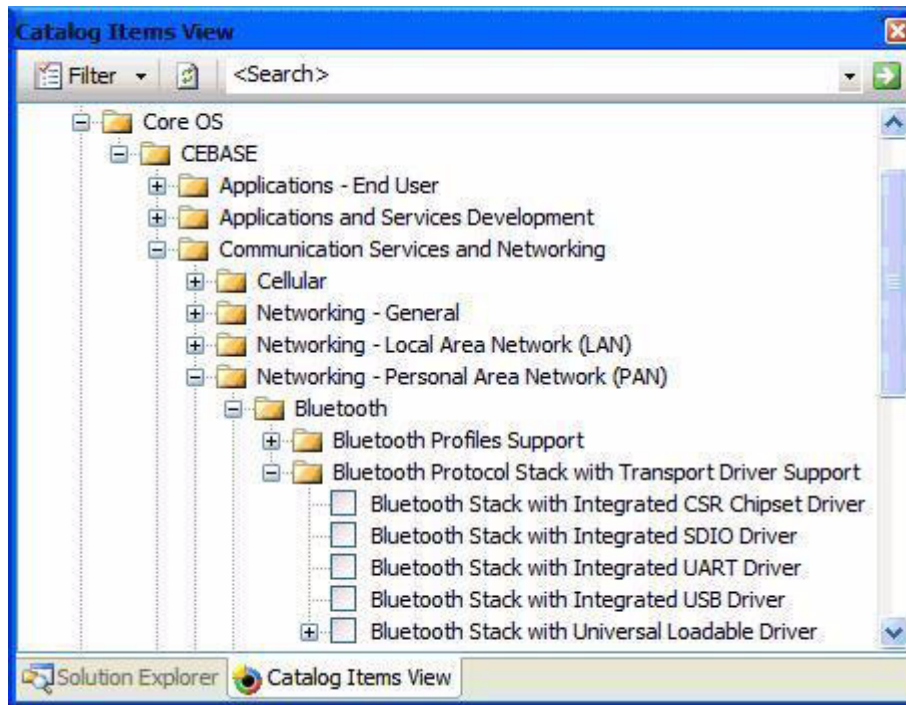 Catalog Items View
Filter <Search>
Core OS
CEBASE
Applications - End User
Applications and Services Development
Communication Services and Networking
Cellular
Networking - General
Networking - Local Area Network (LAN)
Networking - Personal Area Network (PAN)
Bluetooth
Bluetooth Profiles Support
Bluetooth Protocol Stack with Transport Driver Support
Bluetooth Stack with Integrated CSR Chipset Driver
Bluetooth Stack with Integrated SDIO Driver
Bluetooth Stack with Integrated UART Driver
Bluetooth Stack with Integrated USB Driver
Bluetooth Stack with Universal Loadable Driver
Solution Explorer Catalog Items View